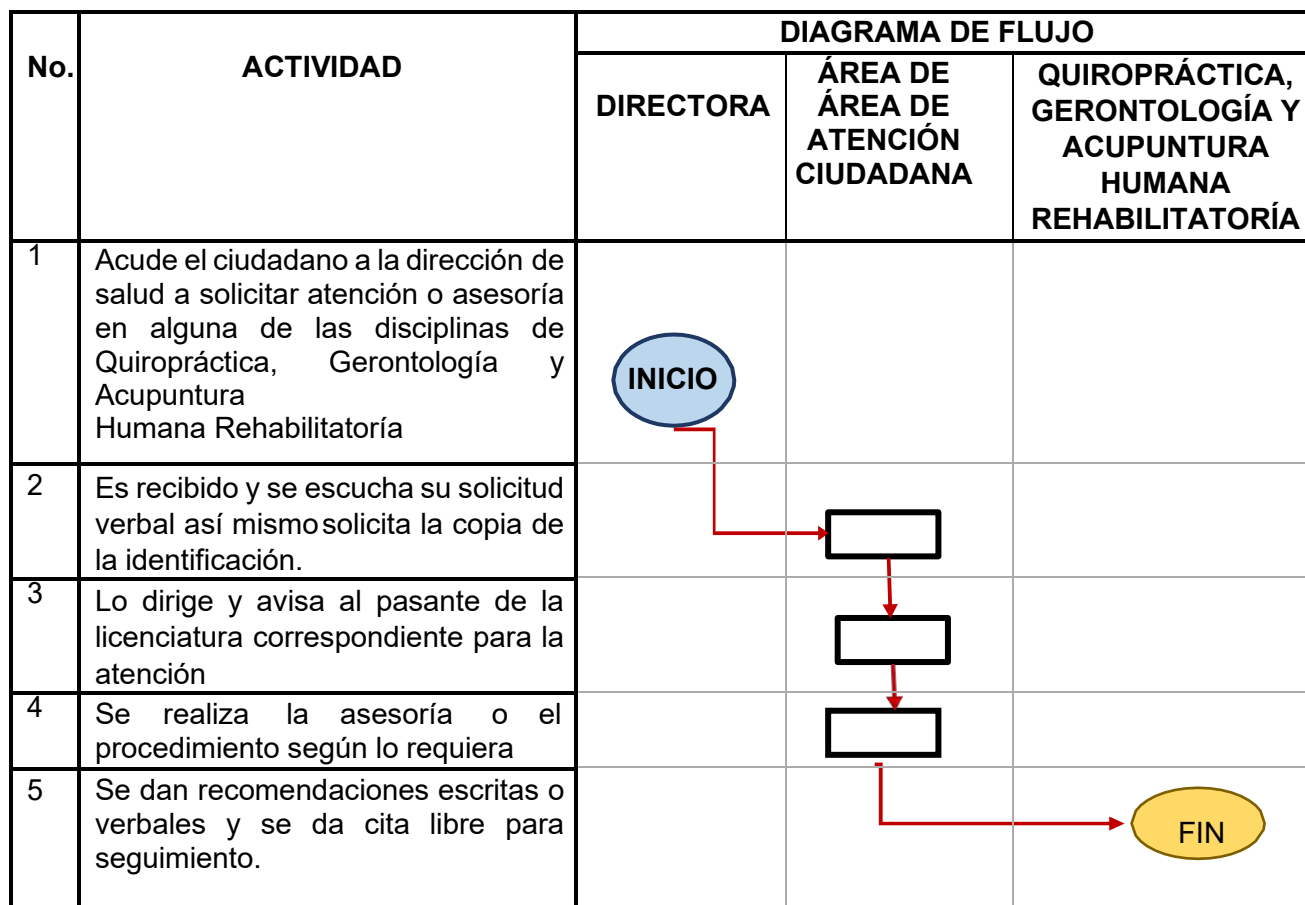 No.
ACTIVIDAD
DIAGRAMA DE FLUJO
DIRECTORA
ÁREA DE
ÁREA DE
ATENCIÓN
CIUDADANA
QUIROPRÁCTICA,
GERONTOLOGÍA Y
ACUPUNTURA
HUMANA
REHABILITATORÍA
1
Acude el ciudadano a la dirección de
salud a solicitar atención o asesoría
en alguna de las disciplinas de
Quiropráctica, Gerontología y
Acupuntura
Humana Rehabilitatoría
INICIO
2
Es recibido y se escucha su solicitud
verbal así mismo solicita la copia de
la identificación.
3
Lo dirige y avisa al pasante de la
licenciatura correspondiente para la
atención
4
Se realiza la asesoría o el
procedimiento según lo requiera
5
Se dan recomendaciones escritas o
verbales y se da cita libre para
seguimiento.
FIN